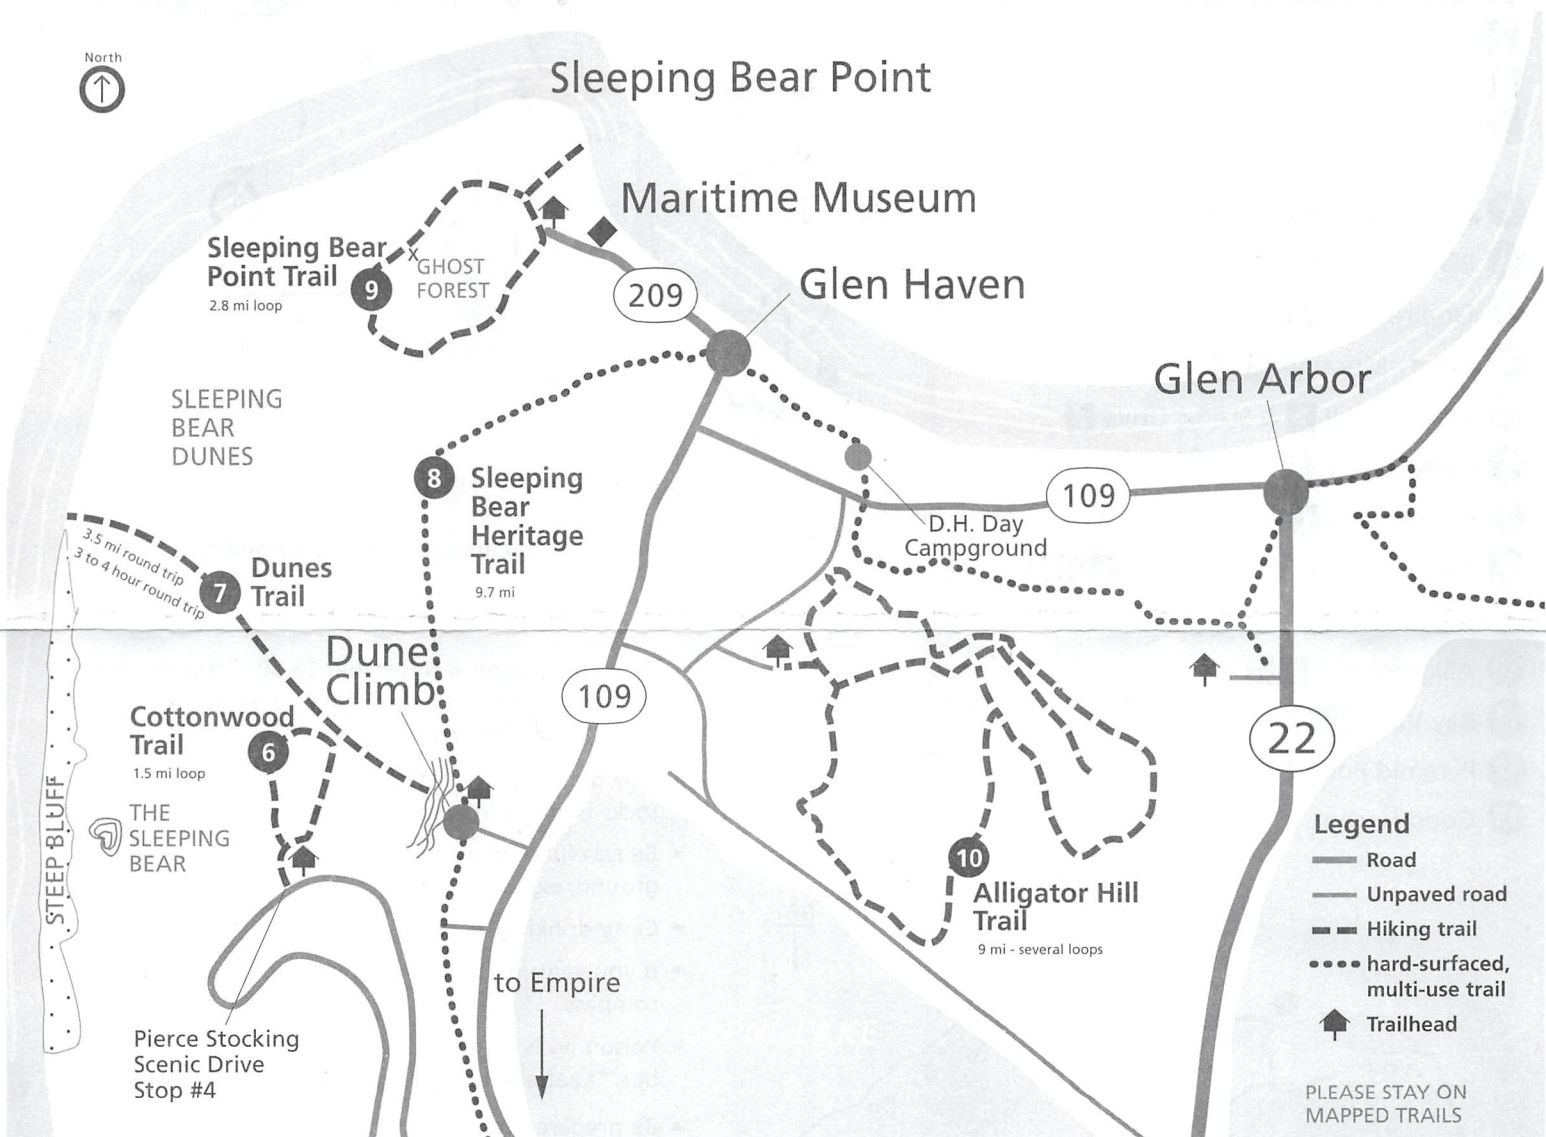 North
Sleeping Bear Point
Maritime Museum
Sleeping Bear
Point Trail
2.8 mi loop
9
x
GHOST
FOREST
209
Glen Haven
Glen Arbor
SLEEPING
BEAR
DUNES
8
Sleeping
Bear
Heritage
Trail
9.7 mi
109
D.H. Day
Campground
3.5 mi round trip
3 to 4 hour round trip
7
Dunes
Trail
Dune
Climb
109
22
Cottonwood
Trail
1.5 mi loop
6
THE
SLEEPING
BEAR
STEEP BLUFF
10
Alligator Hill
Trail
9 mi - several loops
to Empire
Pierce Stocking
Scenic Drive
Stop #4
Legend
Road
Unpaved road
Hiking trail
hard-surfaced,
multi-use trail
Trailhead
PLEASE STAY ON
MAPPED TRAILS